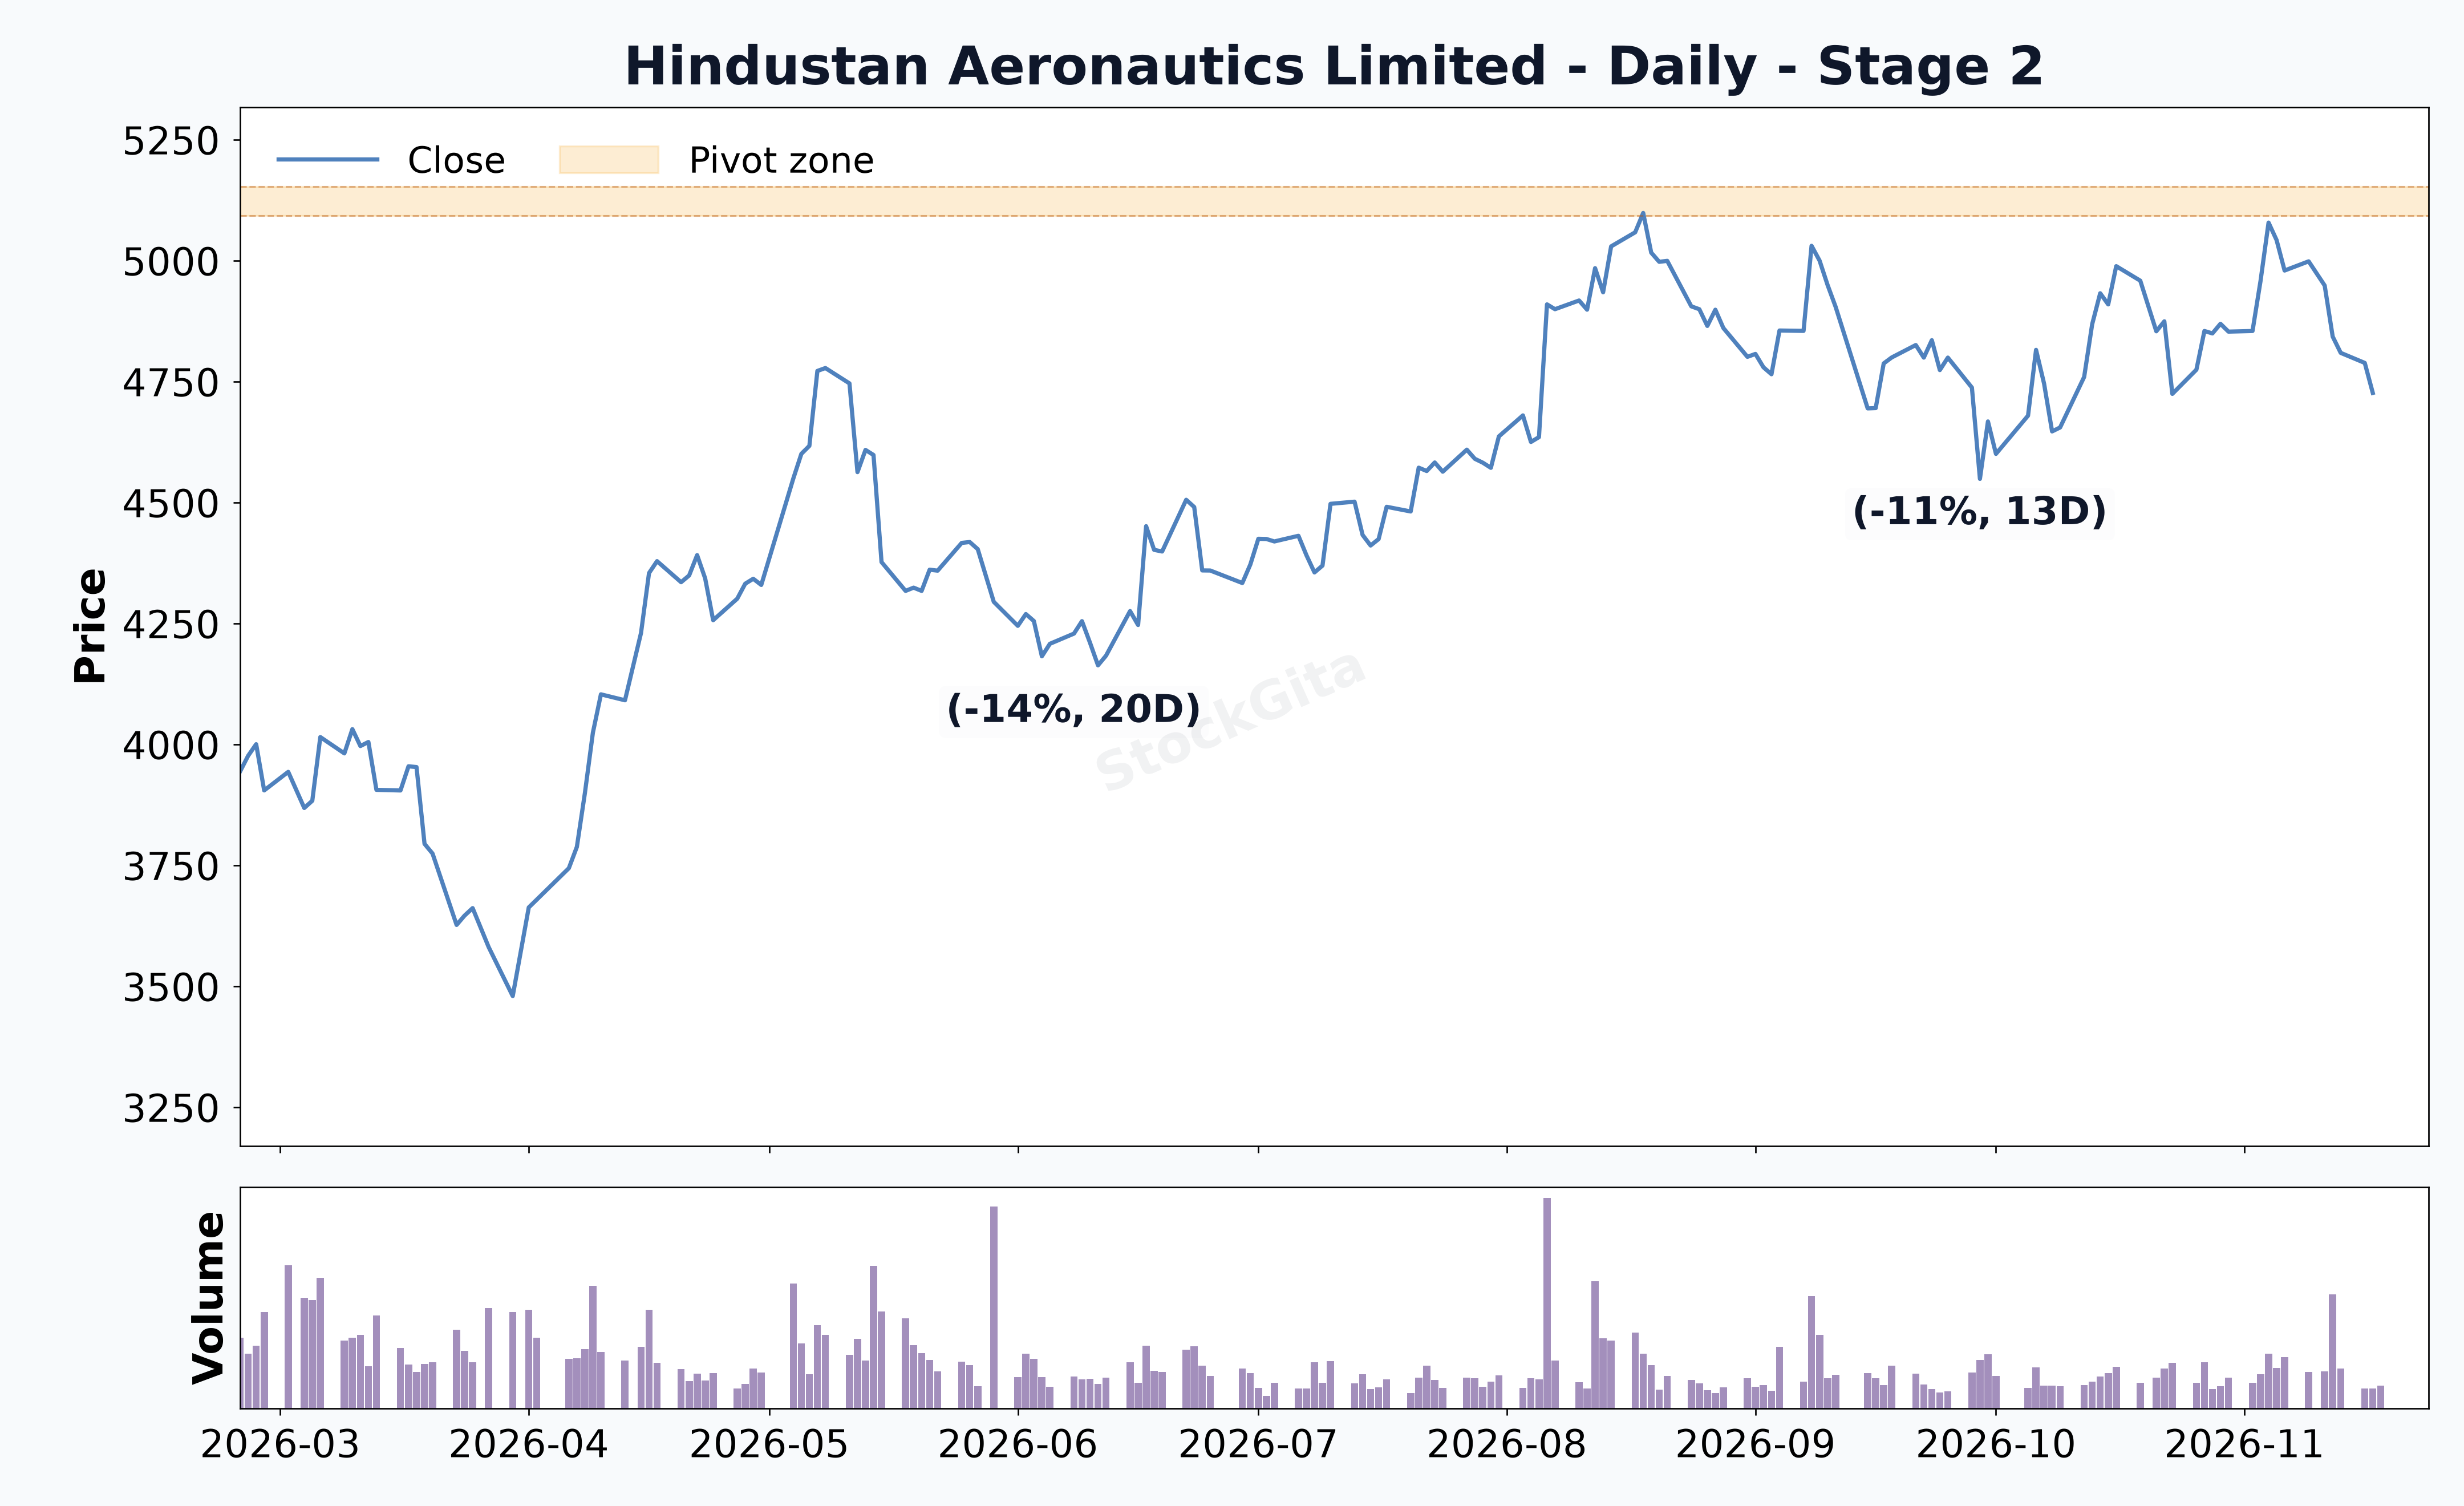 Hindustan Aeronautics Limited - Daily - Stage 2
Close
Pivot zone
5250
5000
4750
4500
4250
4000
3750
3500
3250
Price
(-14%, 20D)
(-11%, 13D)
StockGita
Volume
2026-03
2026-04
2026-05
2026-06
2026-07
2026-08
2026-09
2026-10
2026-11